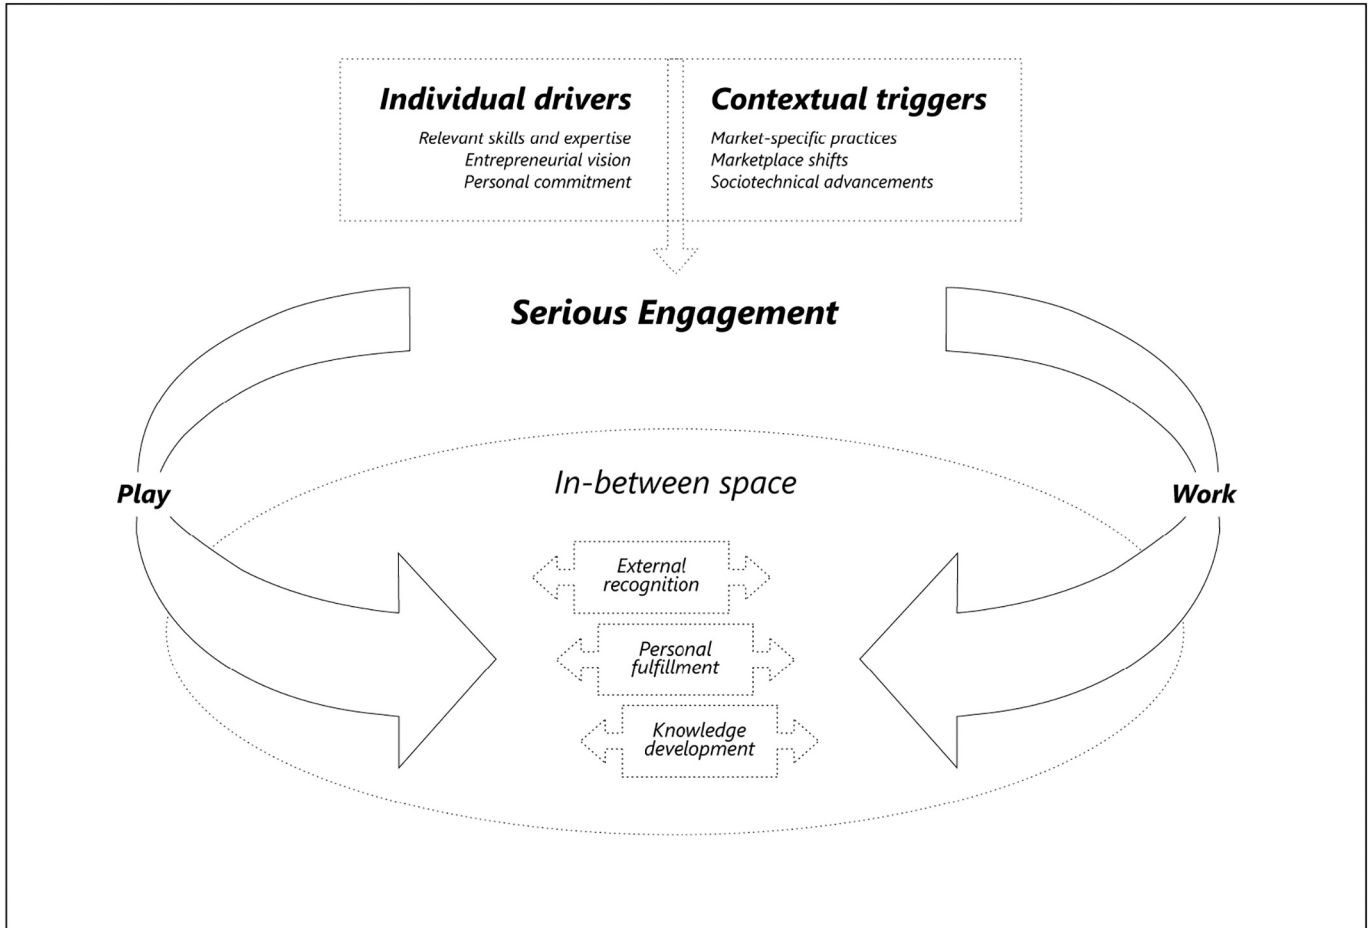 Individual drivers
Relevant skills and expertise
Entrepreneurial vision
Personal commitment
Contextual triggers
Market-specific practices
Marketplace shifts
Sociotechnical advancements
Serious Engagement
Play
In-between space
Work
External
recognition
Personal
fulfillment
Knowledge
development